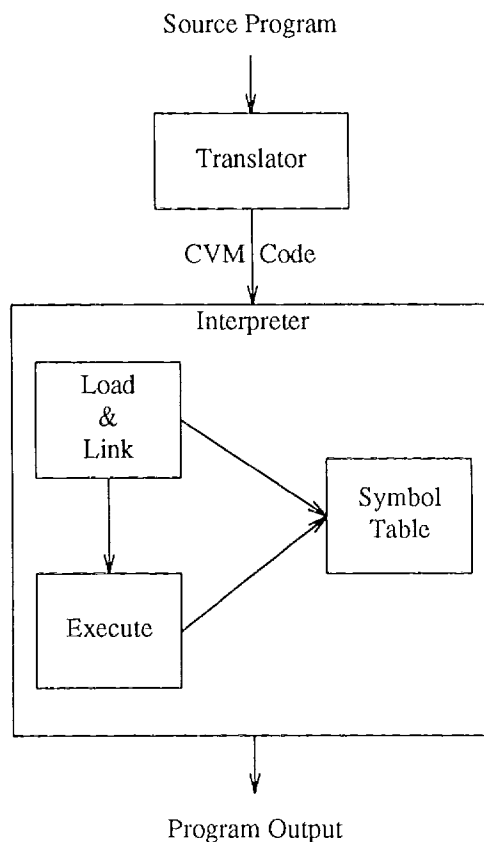 Source Program
Translator
CVM Code
Interpreter
Load
&
Link
Symbol
Table
Execute
Program Output